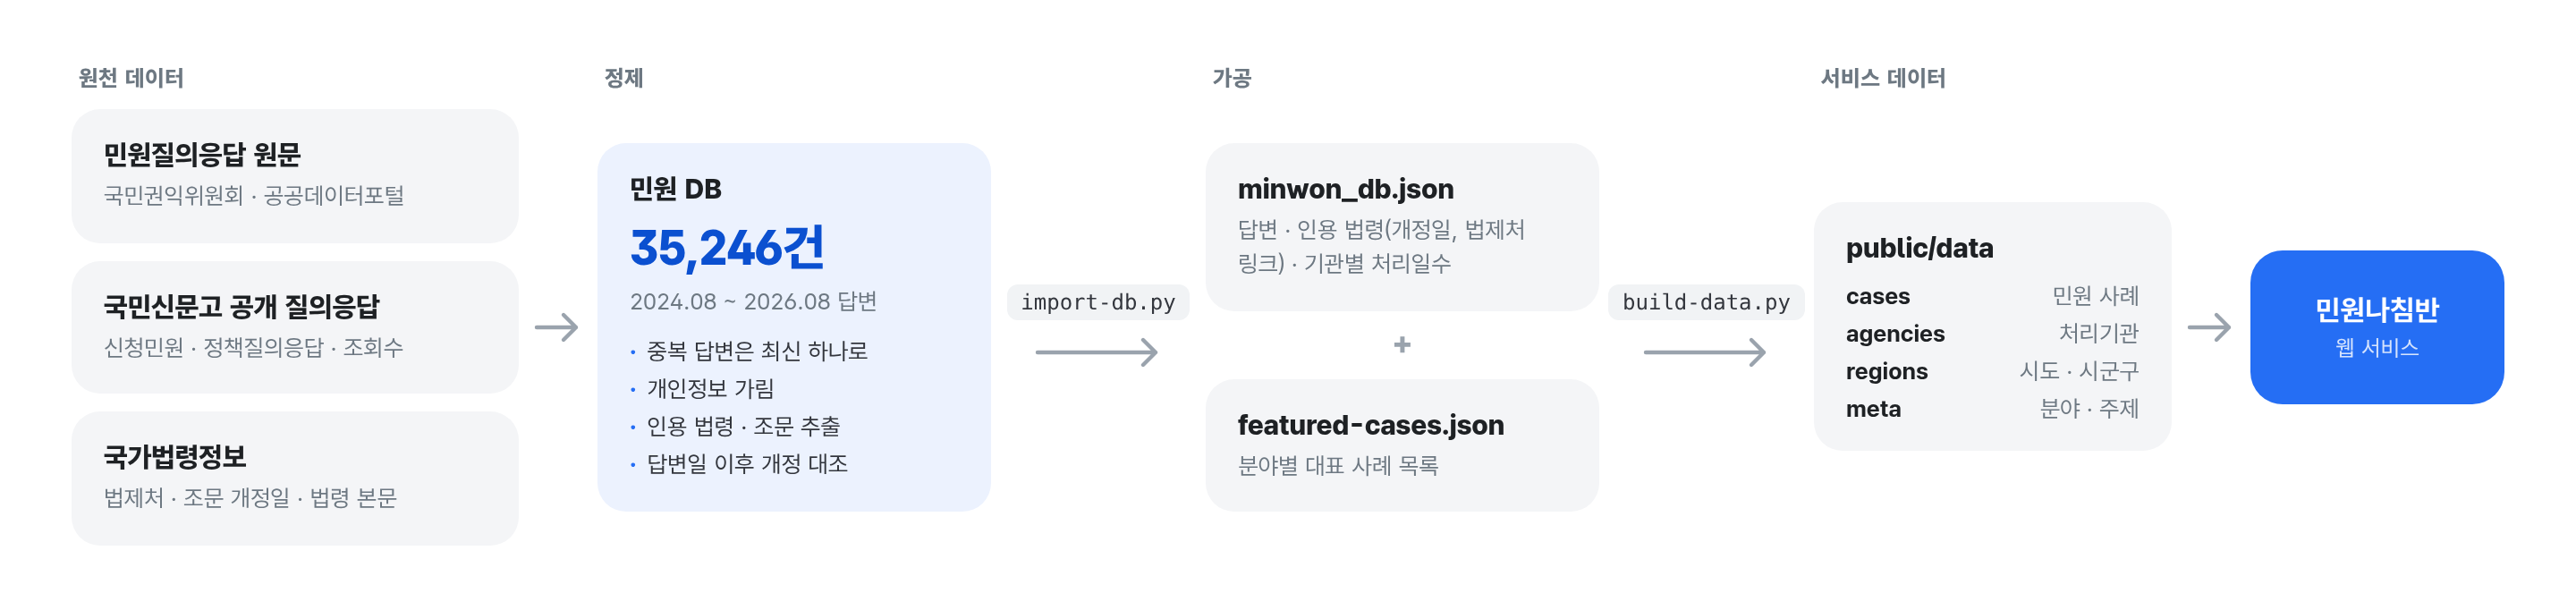 원천 데이터
민원질의응답 원문
국민권익위원회 · 공공데이터포털
국민신문고 공개 질의응답
신청민원 · 정책질의응답 · 조회수
국가법령정보
법제처 · 조문 개정일 · 법령 본문
정제
민원 DB
35,246건
2024.08 ~ 2026.08 답변
· 중복 답변은 최신 하나로
· 개인정보 가림
· 인용 법령 · 조문 추출
· 답변일 이후 개정 대조
import-db.py
가공
minwon_db.json
답변 · 인용 법령(개정일, 법제처
링크) · 기관별 처리일수
+
featured-cases.json
분야별 대표 사례 목록
build-data.py
서비스 데이터
public/data
cases 민원 사례
agencies 처리기관
regions 시도 · 시군구
meta 분야 · 주제
민원나침반
웹 서비스